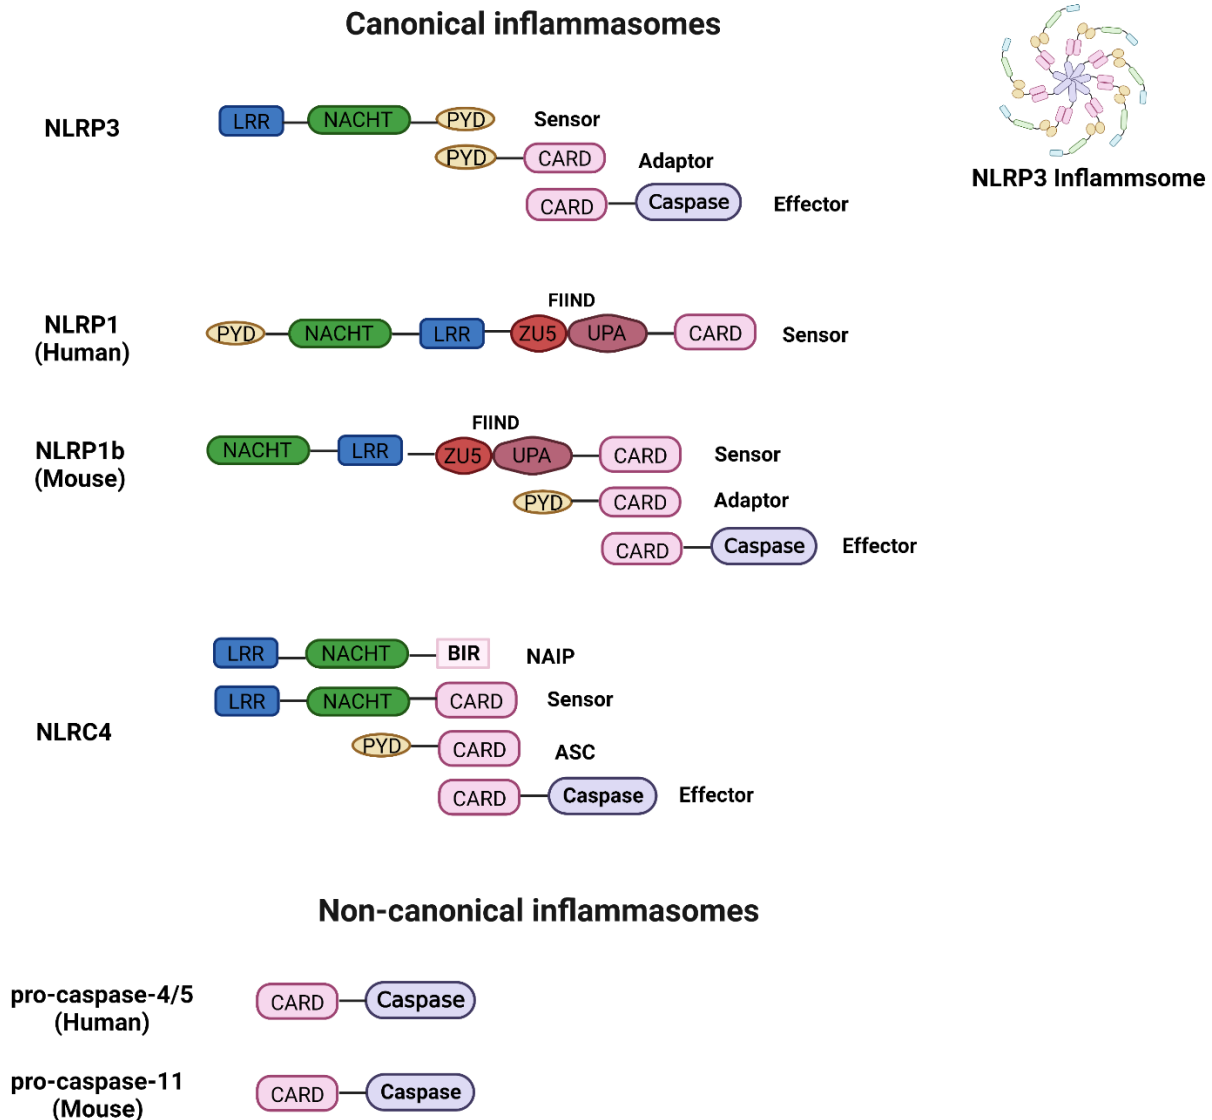 Canonical inflammasomes
NLRP3
LRR NACHT PYD Sensor
PYD CARD Adaptor
CARD Caspase Effector
NLRP3 Inflammsome
FIIND
NLRP1
(Human)
PYD NACHT LRR ZU5 UPA CARD Sensor
FIIND
NLRP1b
(Mouse)
NACHT LRR ZU5 UPA CARD Sensor
PYD CARD Adaptor
CARD Caspase Effector
NLRC4
LRR NACHT BIR NAIP
LRR NACHT CARD Sensor
PYD CARD ASC
CARD Caspase Effector
Non-canonical inflammasomes
pro-caspase-4/5
(Human)
CARD Caspase
pro-caspase-11
(Mouse)
CARD Caspase